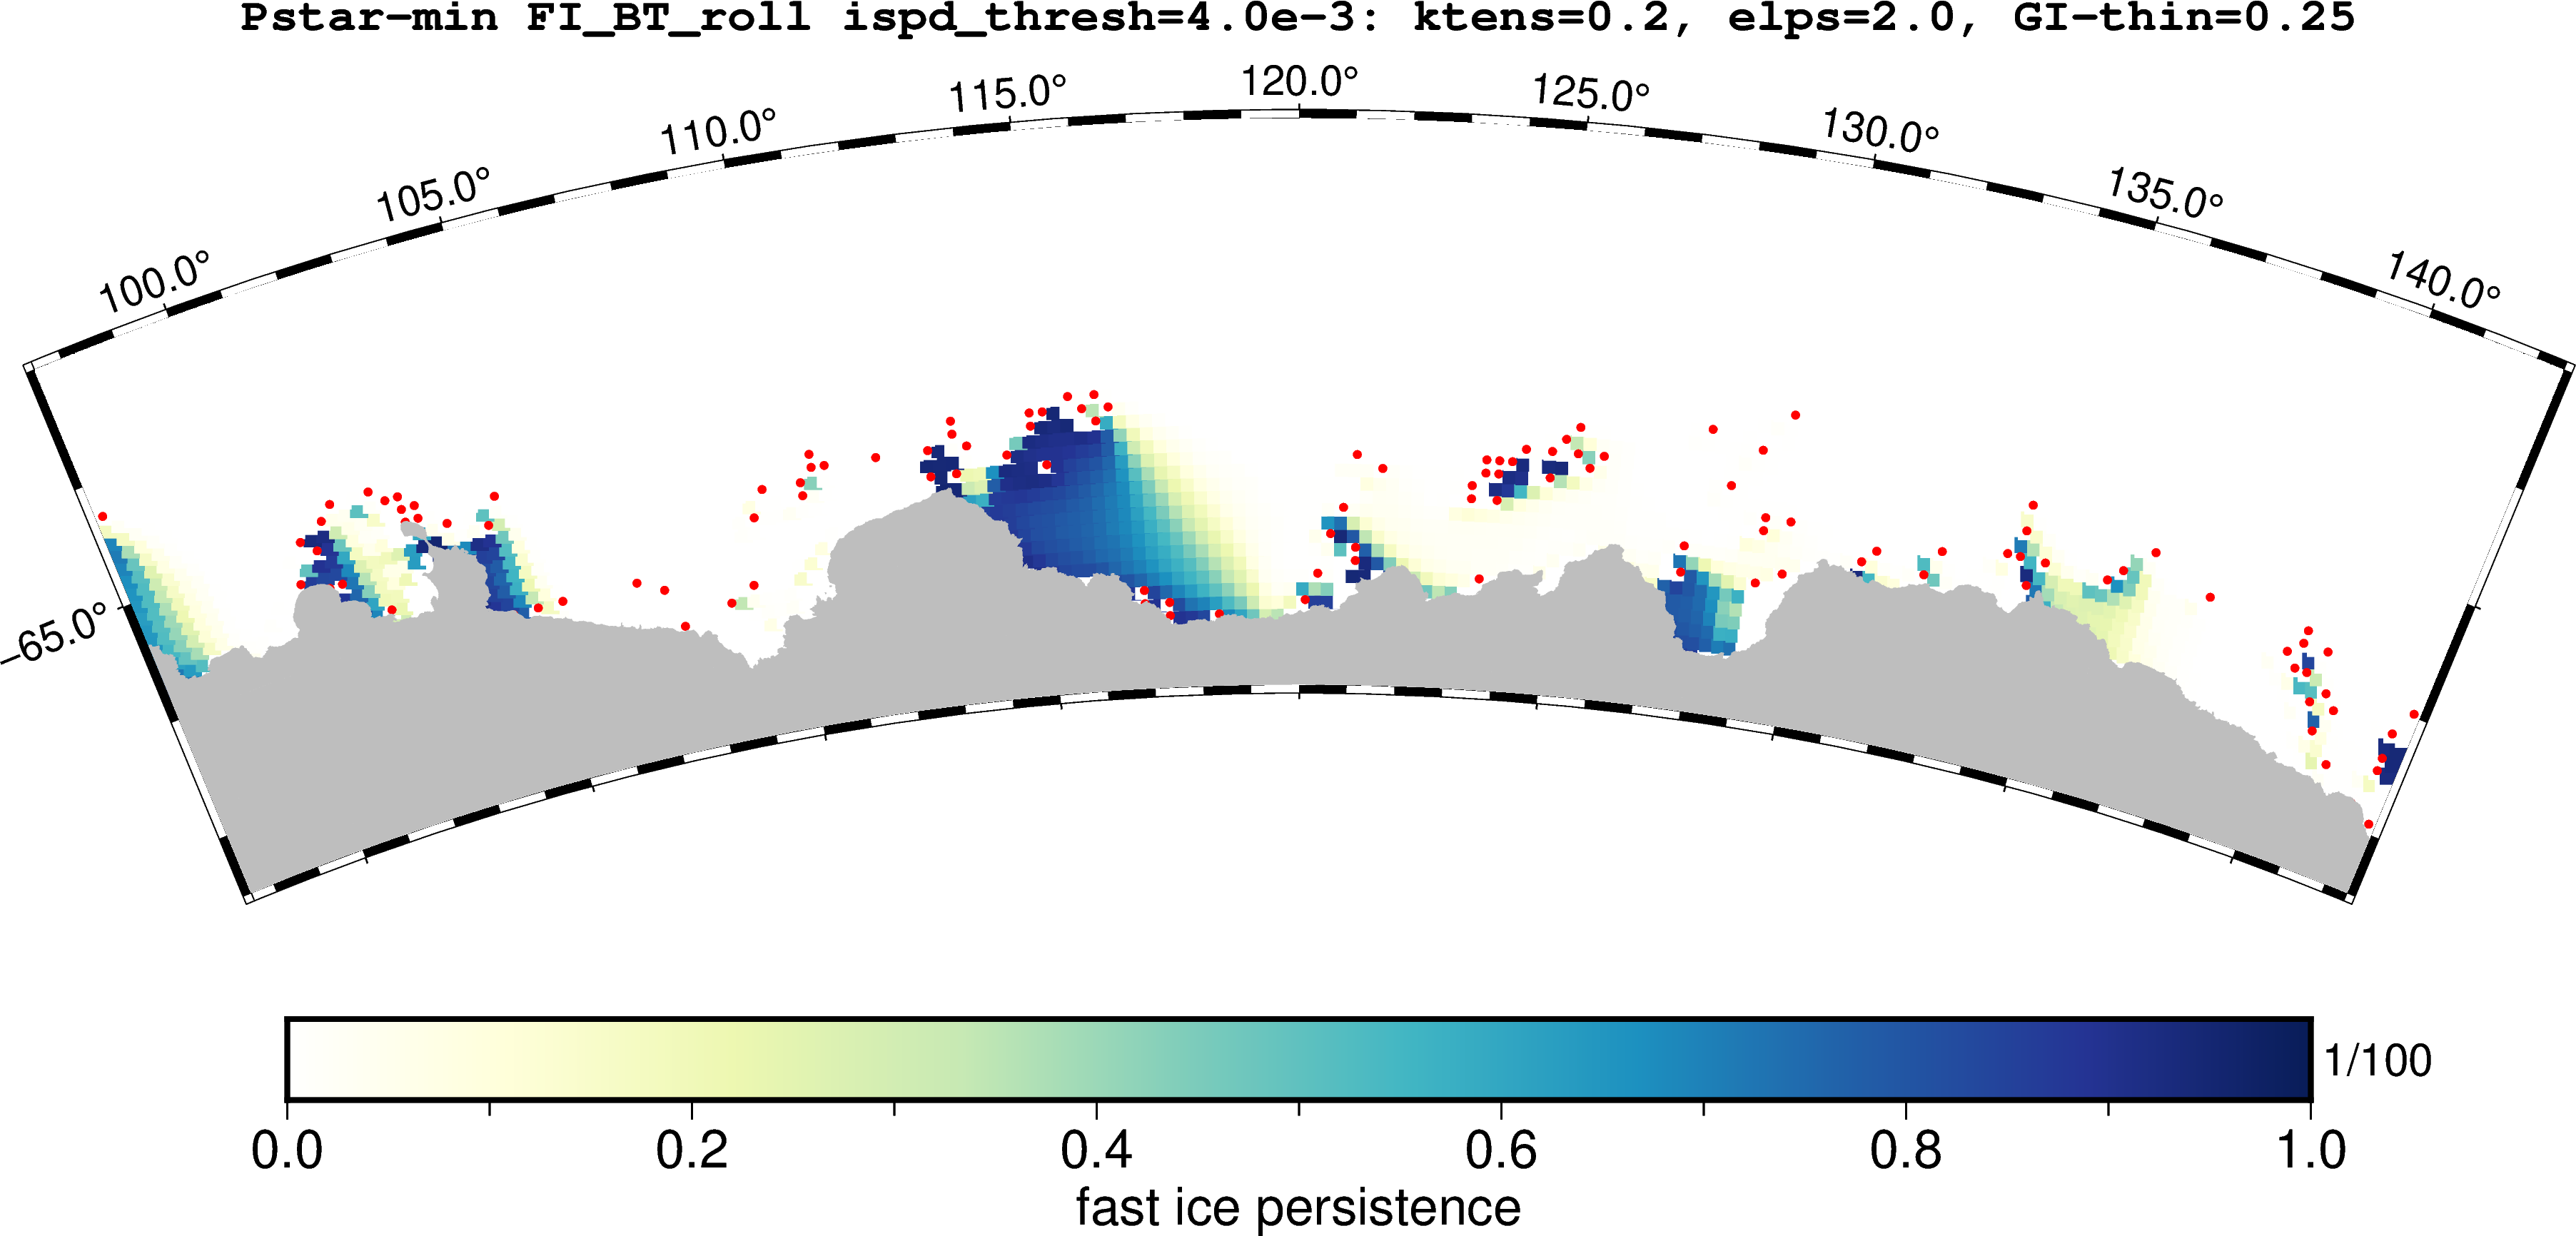 Pstar-min FI_BT_roll ispd_thresh=4.0e-3: ktens=0.2, elps=2.0, GI-thin=0.25
100.0° 105.0° 110.0° 115.0° 120.0° 125.0° 130.0° 135.0° 140.0°
-65.0°
1/100
0.0 0.2 0.4 0.6 0.8 1.0
fast ice persistence